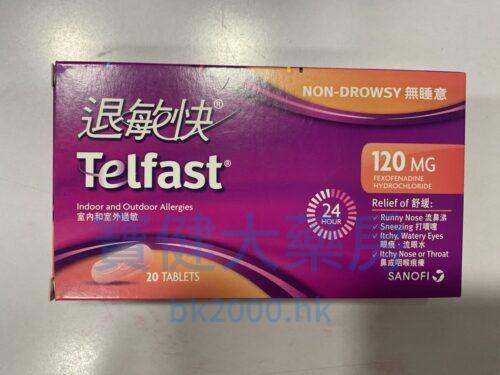 NON-DROWSY 無睡意
退敏快®
Telfast®
Indoor and Outdoor Allergies
室內和室外過敏
20 TABLETS
24
HOUR
120 MG
FEXOFENADINE
HYDROCHLORIDE
Relief of 舒緩:
Runny Nose 流鼻涕
Sneezing 打噴嚏
Itchy, Watery Eyes
眼痕、流眼水
Itchy Nose or Throat
鼻或咽喉痕癢
SANOFI
寶健大藥房
bk2000.hk